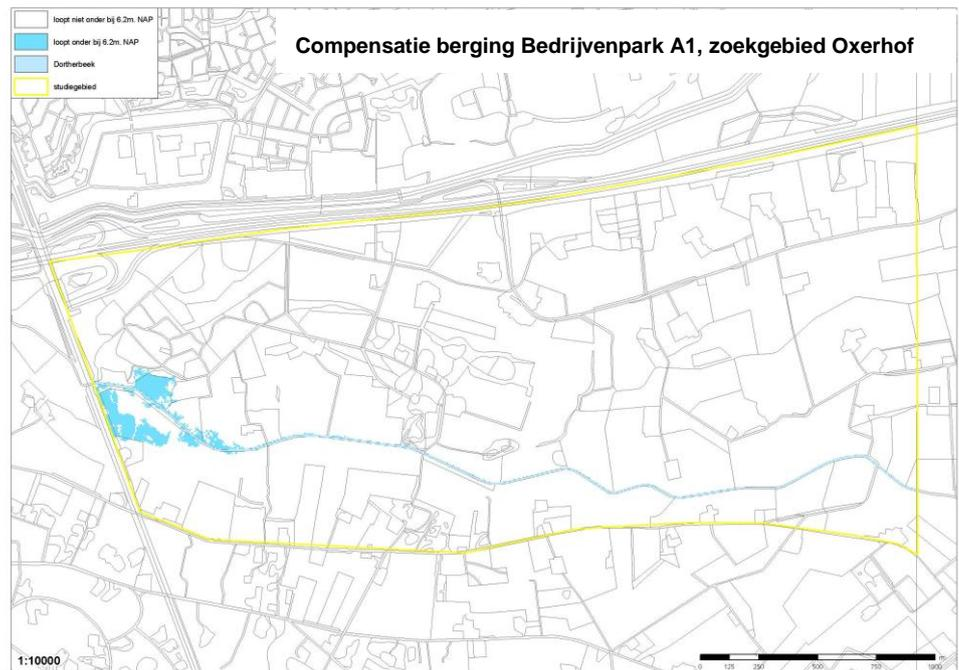 loopt niet onder bij 6.2m. NAP
loopt onder bij 6.2m. NAP
Dortherbeek
studiegebied
Compensatie berging Bedrijvenpark A1, zoekgebied Oxerhof
1:10000
m
0 125 250 500 750 1000